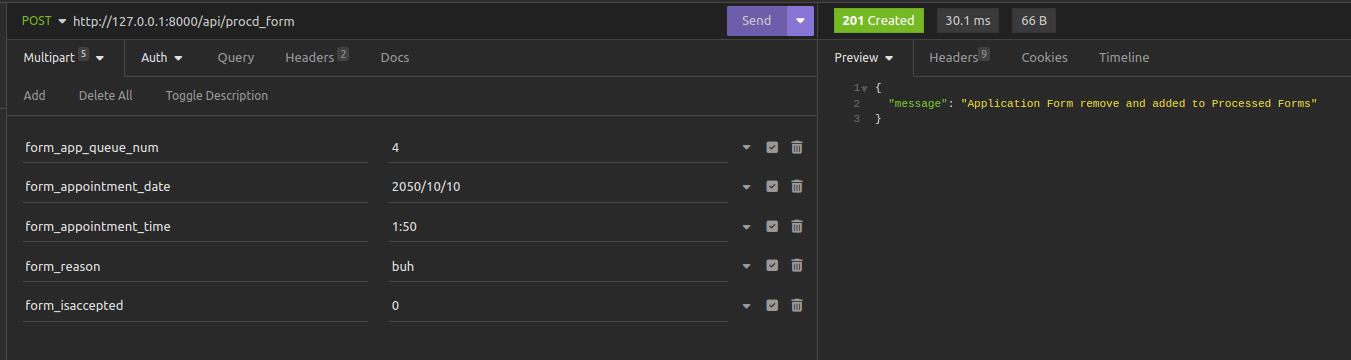 POST http://127.0.0.1:8000/api/procd_form Send 201 Created 30.1 ms 66 B
Multipart 5 Auth Query Headers 2 Docs
Add Delete All Toggle Description
form_app_queue_num 4
form_appointment_date 2050/10/10
form_appointment_time 1:50
form_reason buh
form_isaccepted 0
Preview Headers 9 Cookies Timeline
1 {
2 "message": "Application Form remove and added to Processed Forms"
3 }